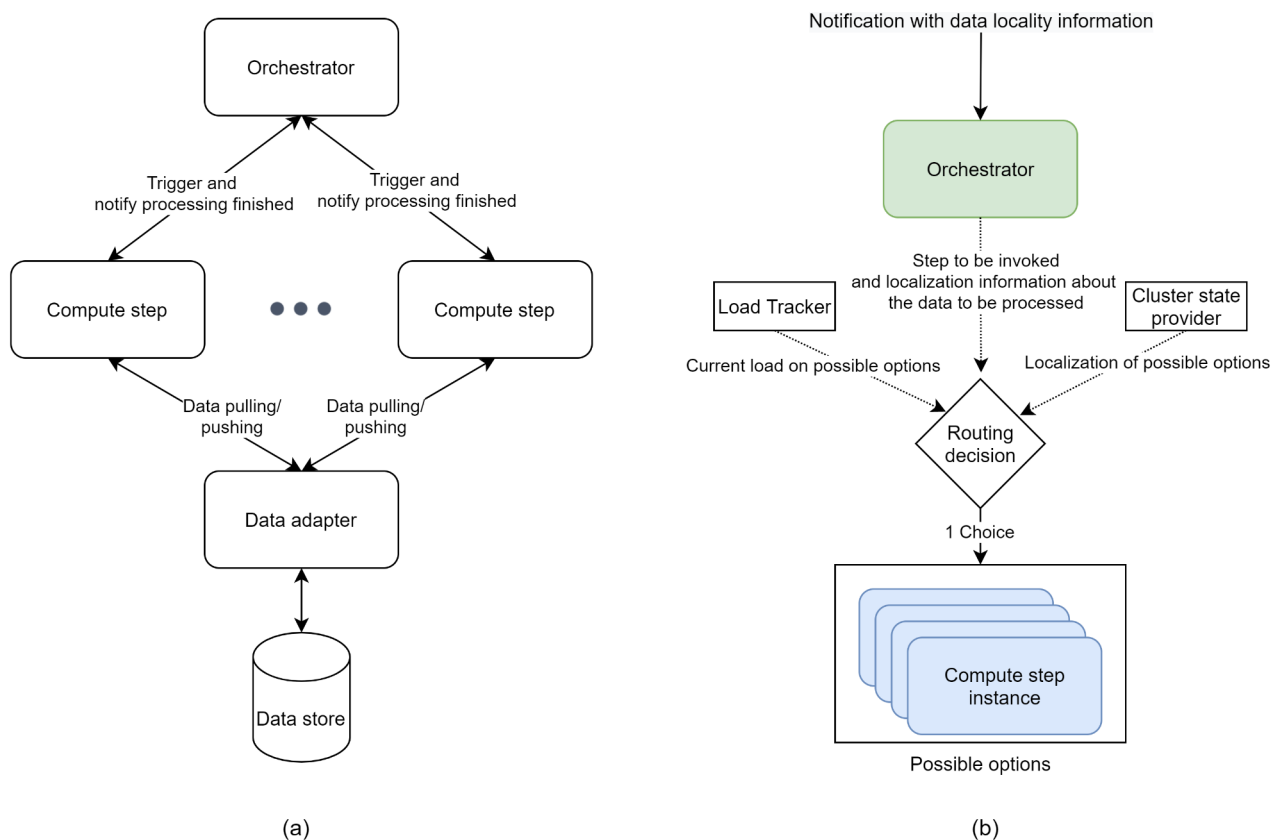 Orchestrator
Trigger and
notify processing finished
Trigger and
notify processing finished
Compute step
Compute step
Data pulling/
pushing
Data pulling/
pushing
Data adapter
Data store
(a)
Notification with data locality information
Orchestrator
Step to be invoked
and localization information about
the data to be processed
Load Tracker
Cluster state
provider
Current load on possible options
Localization of possible options
Routing
decision
1 Choice
Compute step
instance
Possible options
(b)